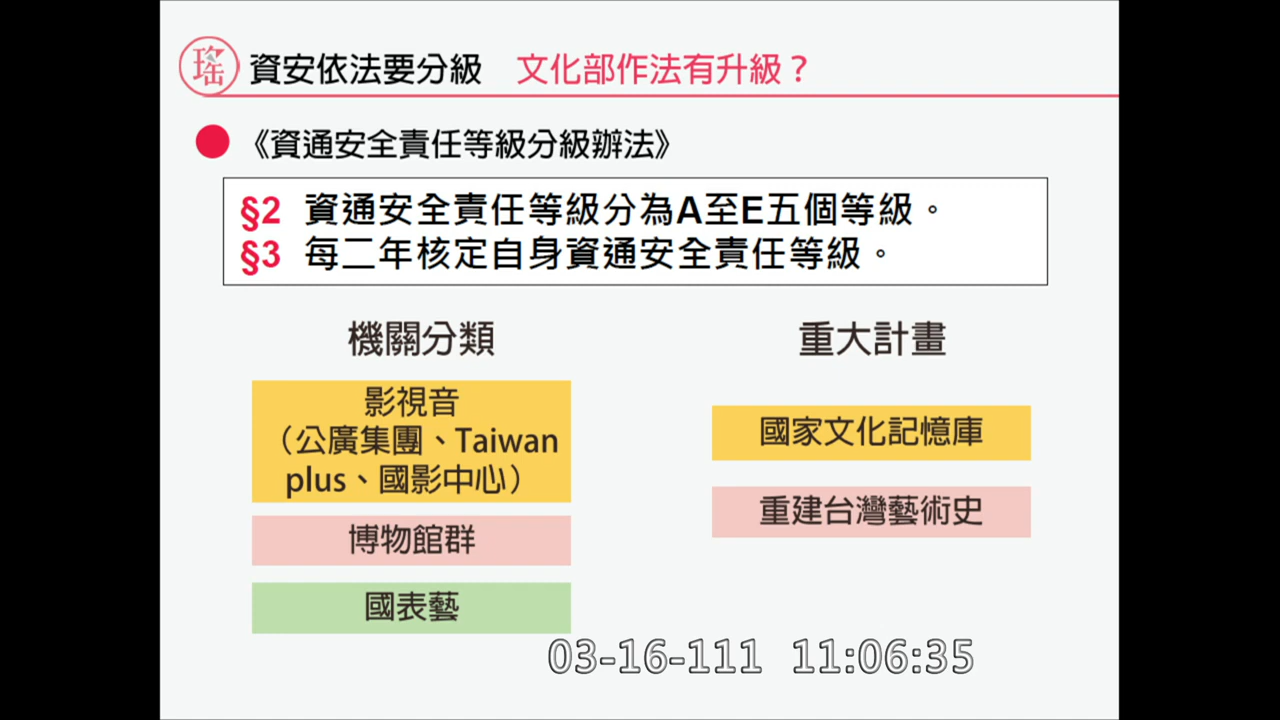 瑤 資安依法要分級 文化部作法有升級？
《資通安全責任等級分級辦法》
§2 資通安全責任等級分為A至E五個等級。
§3 每二年核定自身資通安全責任等級。
機關分類
影視音
（公廣集團、Taiwan
plus、國影中心）
博物館群
國表藝
重大計畫
國家文化記憶庫
重建台灣藝術史
03-16-111 11:06:35